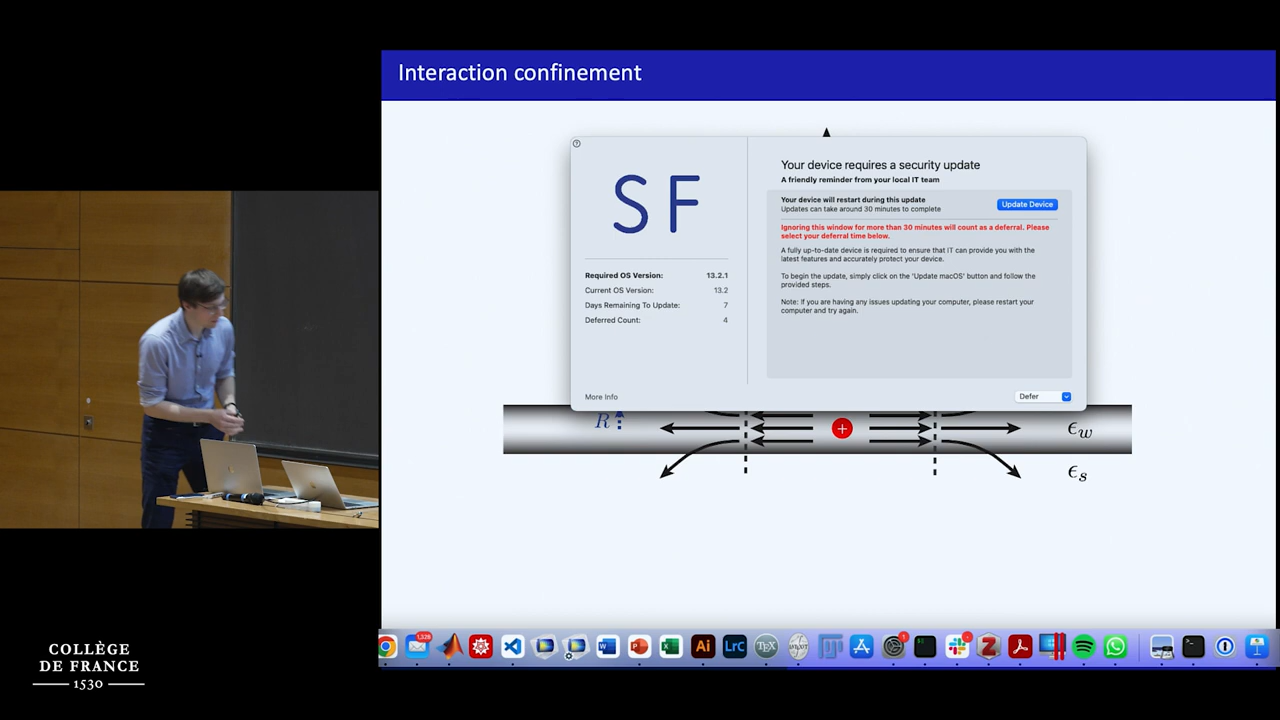 Interaction confinement
SF
Required OS Version: 13.2.1
Current OS Version: 13.2
Days Remaining To Update: 7
Deferred Count: 4
More Info
Your device requires a security update
A friendly reminder from your local IT team
Your device will restart during this update
Updates can take around 30 minutes to complete
Update Device
Ignoring this window for more than 30 minutes will count as a deferral. Please
select your deferral time below.
A fully up-to-date device is required to ensure that IT can provide you with the
latest features and accurately protect your device.
To begin the update, simply click on the 'Update macOS' button and follow the
provided steps.
Note: If you are having any issues updating your computer, please restart your
computer and try again.
Defer
R
+
ϵw
ϵs
COLLÈGE
DE FRANCE
1530
1,328
W
P
X
Ai
LrC
TEX
1
Z